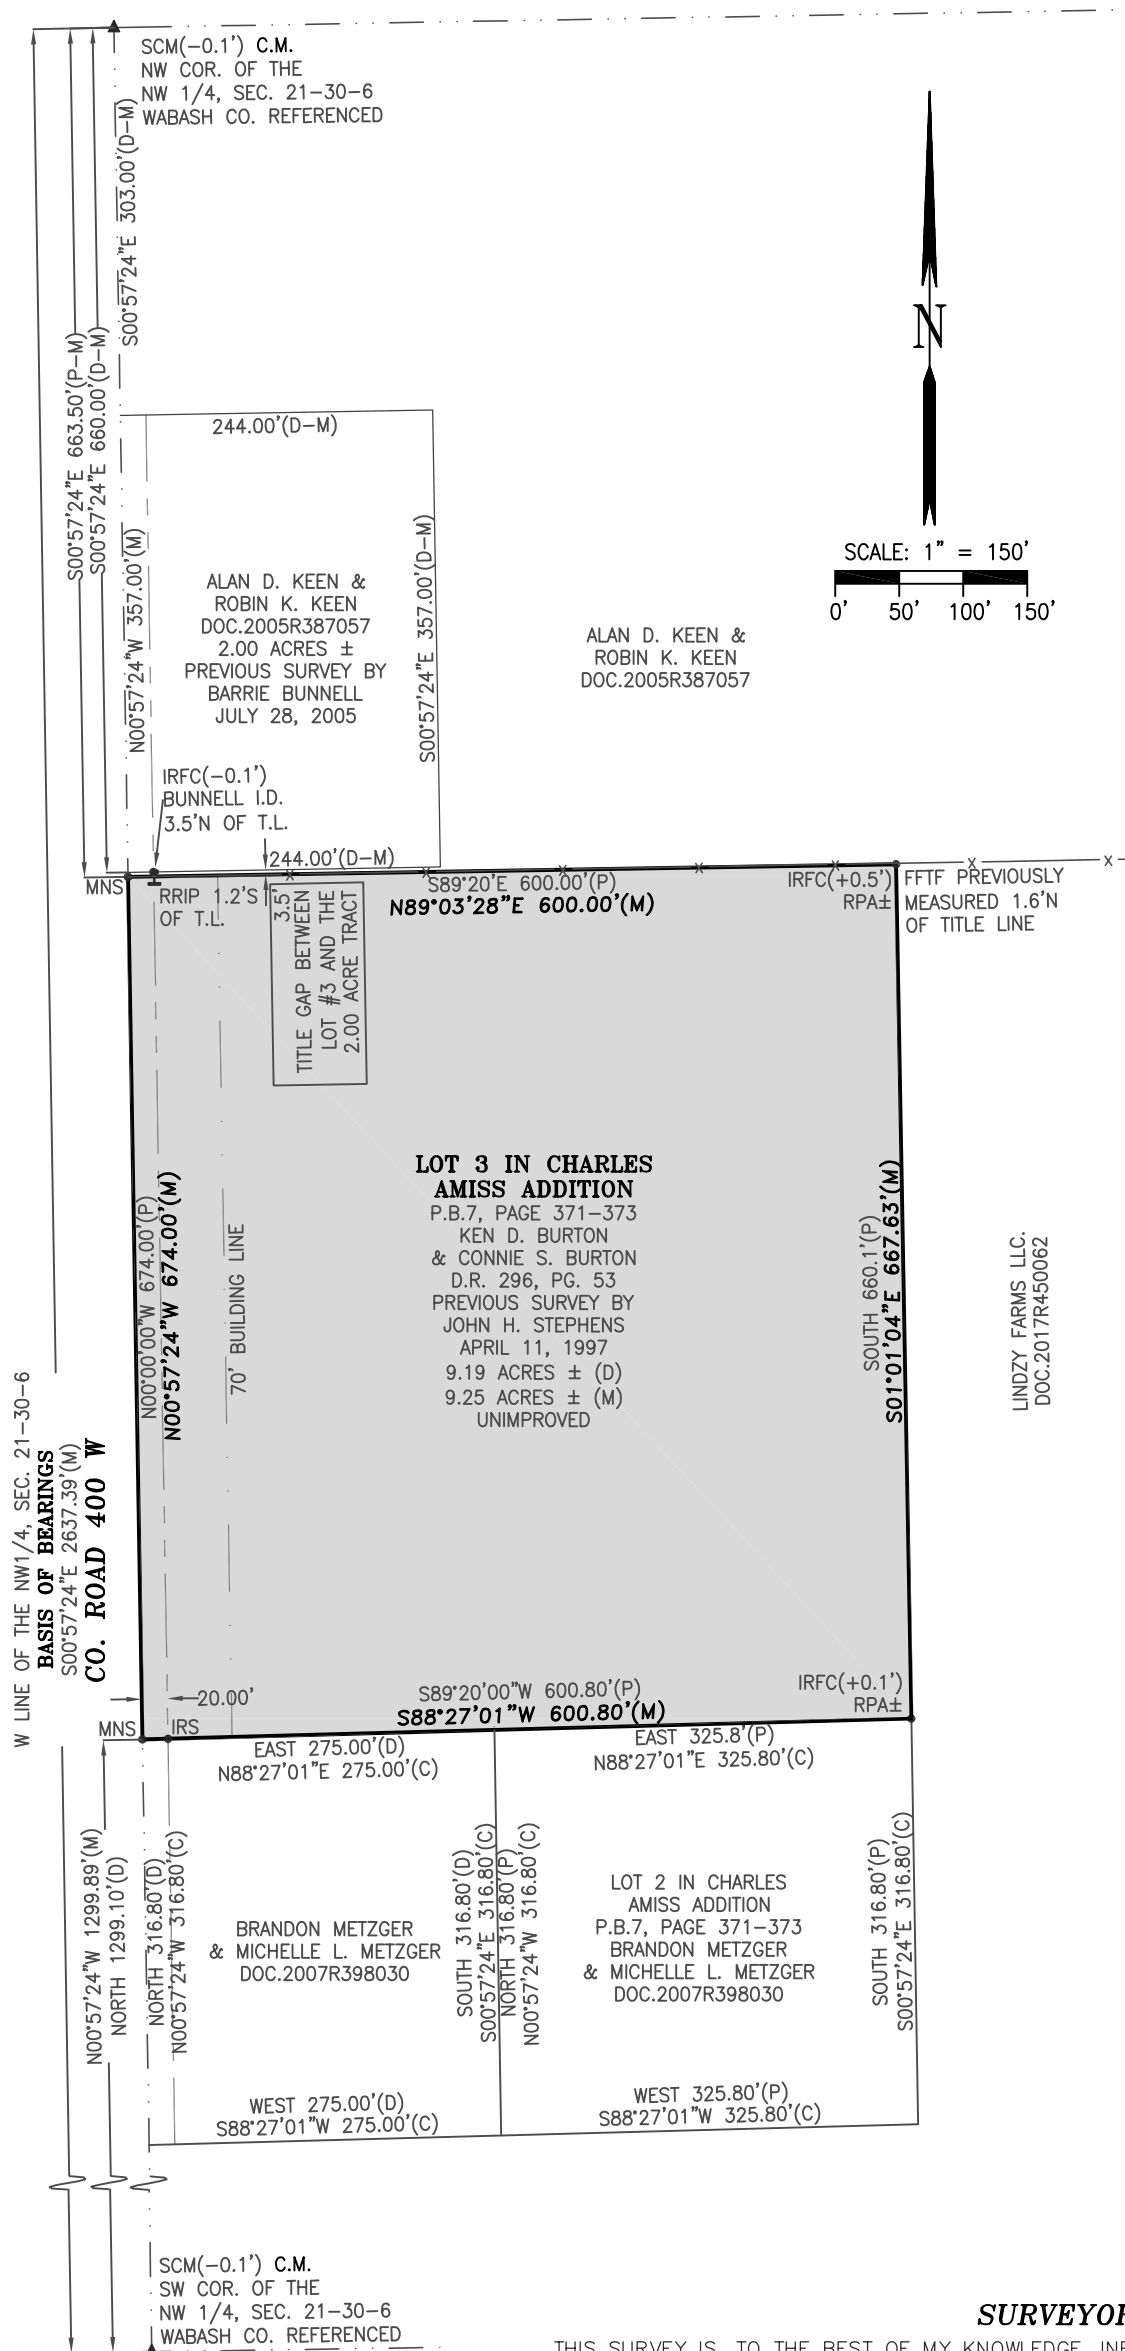 SCM(−0.1') C.M.
NW COR. OF THE
NW 1/4, SEC. 21−30−6
WABASH CO. REFERENCED
S00°57'24"E 303.00'(D−M)
S00°57'24"E 663.50'(P−M)
S00°57'24"E 660.00'(D−M)
N
SCALE: 1" = 150'
0' 50' 100' 150'
244.00'(D−M)
N00°57'24"W 357.00'(M)
S00°57'24"E 357.00'(D−M)
ALAN D. KEEN &
ROBIN K. KEEN
DOC.2005R387057
2.00 ACRES ±
PREVIOUS SURVEY BY
BARRIE BUNNELL
JULY 28, 2005
ALAN D. KEEN &
ROBIN K. KEEN
DOC.2005R387057
IRFC(−0.1')
BUNNELL I.D.
3.5'N OF T.L.
244.00'(D−M)
MNS
RRIP 1.2'S
OF T.L.
3.5'
TITLE GAP BETWEEN
LOT #3 AND THE
2.00 ACRE TRACT
S89°20'E 600.00'(P)
N89°03'28"E 600.00'(M)
IRFC(+0.5')
RPA±
FFTF PREVIOUSLY
MEASURED 1.6'N
OF TITLE LINE
LOT 3 IN CHARLES
AMISS ADDITION
P.B.7, PAGE 371−373
KEN D. BURTON
& CONNIE S. BURTON
D.R. 296, PG. 53
PREVIOUS SURVEY BY
JOHN H. STEPHENS
APRIL 11, 1997
9.19 ACRES ± (D)
9.25 ACRES ± (M)
UNIMPROVED
N00°00'00"W 674.00'(P)
N00°57'24"W 674.00'(M)
70' BUILDING LINE
SOUTH 660.1'(P)
S01°01'04"E 667.63'(M)
LINDZY FARMS LLC.
DOC.2017R450062
W LINE OF THE NW1/4, SEC. 21−30−6
BASIS OF BEARINGS
S00°57'24"E 2637.39'(M)
CO. ROAD 400 W
20.00'
MNS
IRS
S89°20'00"W 600.80'(P)
S88°27'01"W 600.80'(M)
IRFC(+0.1')
RPA±
EAST 275.00'(D)
N88°27'01"E 275.00'(C)
EAST 325.8'(P)
N88°27'01"E 325.80'(C)
N00°57'24"W 1299.89'(M)
NORTH 1299.10'(D)
NORTH 316.80'(D)
N00°57'24"W 316.80'(C)
BRANDON METZGER
& MICHELLE L. METZGER
DOC.2007R398030
SOUTH 316.80'(D)
S00°57'24"E 316.80'(C)
NORTH 316.80'(P)
N00°57'24"W 316.80'(C)
LOT 2 IN CHARLES
AMISS ADDITION
P.B.7, PAGE 371−373
BRANDON METZGER
& MICHELLE L. METZGER
DOC.2007R398030
SOUTH 316.80'(P)
S00°57'24"E 316.80'(C)
WEST 275.00'(D)
S88°27'01"W 275.00'(C)
WEST 325.80'(P)
S88°27'01"W 325.80'(C)
SCM(−0.1') C.M.
SW COR. OF THE
NW 1/4, SEC. 21−30−6
WABASH CO. REFERENCED
THIS SURVEY IS, TO THE BEST OF MY KNOWLEDGE,